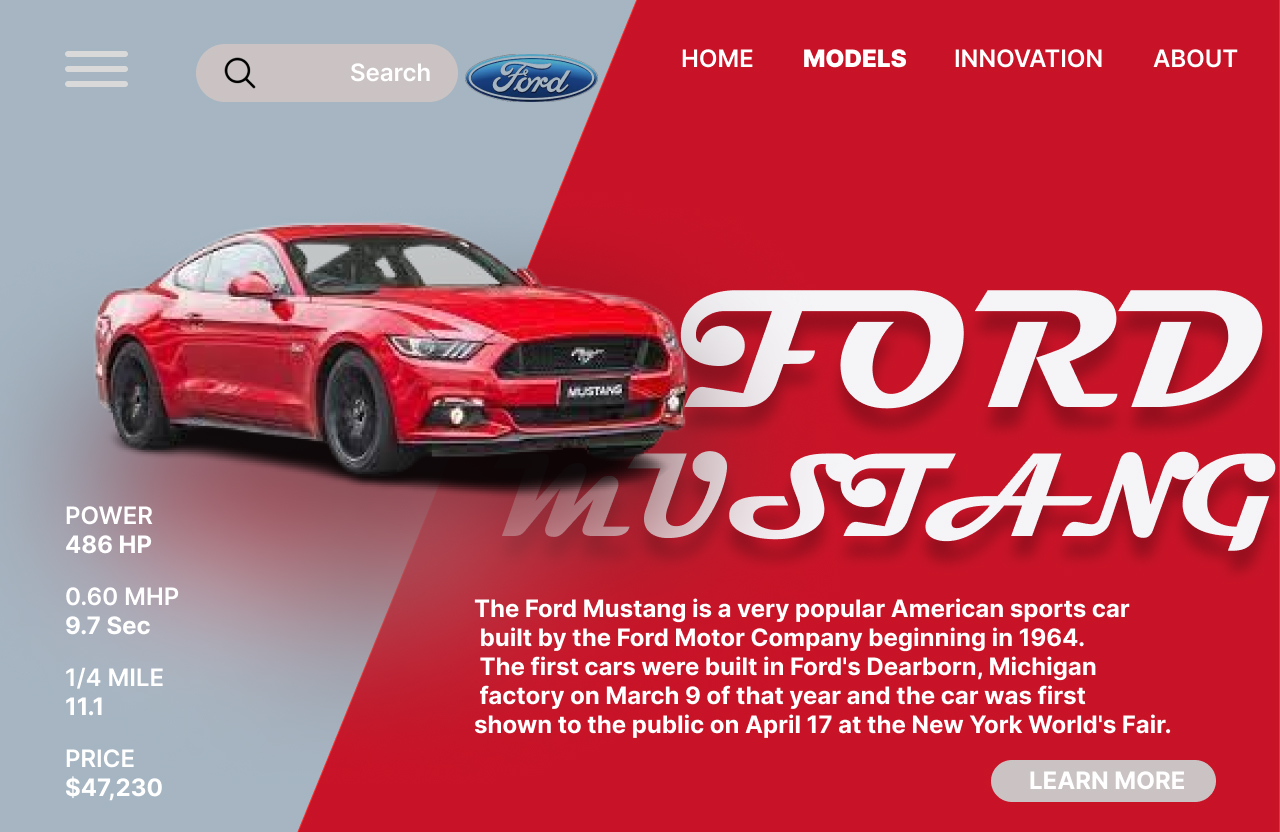 Search
Ford
HOME
MODELS
INNOVATION
ABOUT
MUSTANG
FORD
MUSTANG
POWER
486 HP
0.60 MHP
9.7 Sec
1/4 MILE
11.1
PRICE
$47,230
The Ford Mustang is a very popular American sports car
built by the Ford Motor Company beginning in 1964.
The first cars were built in Ford's Dearborn, Michigan
factory on March 9 of that year and the car was first
shown to the public on April 17 at the New York World's Fair.
LEARN MORE